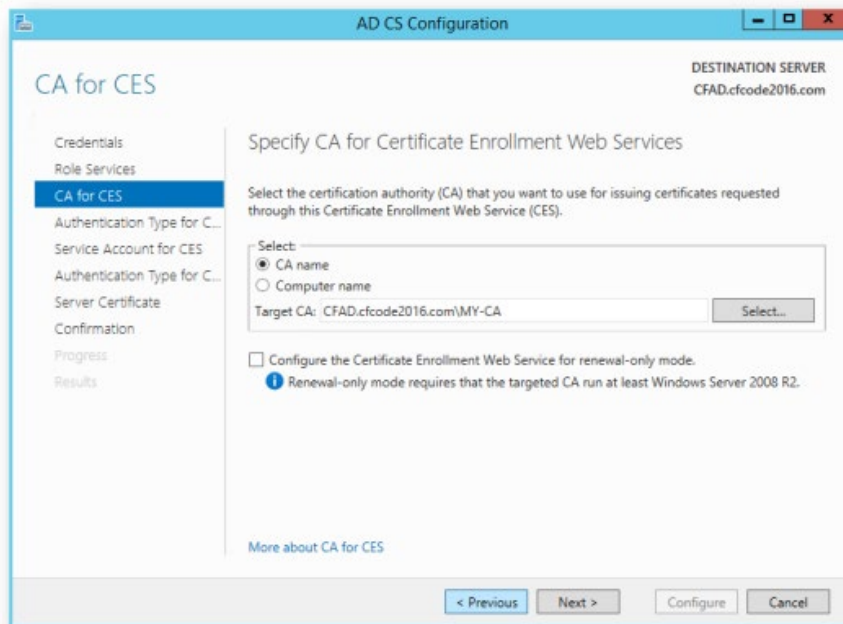 AD CS Configuration
CA for CES
DESTINATION SERVER
CFAD.cfcode2016.com
Credentials
Role Services
CA for CES
Authentication Type for C...
Service Account for CES
Authentication Type for C...
Server Certificate
Confirmation
Progress
Results
Specify CA for Certificate Enrollment Web Services
Select the certification authority (CA) that you want to use for issuing certificates requested
through this Certificate Enrollment Web Service (CES).
Select:
CA name
Computer name
Target CA: CFAD.cfcode2016.com\MY-CA Select...
Configure the Certificate Enrollment Web Service for renewal-only mode.
Renewal-only mode requires that the targeted CA run at least Windows Server 2008 R2.
More about CA for CES
< Previous Next > Configure Cancel